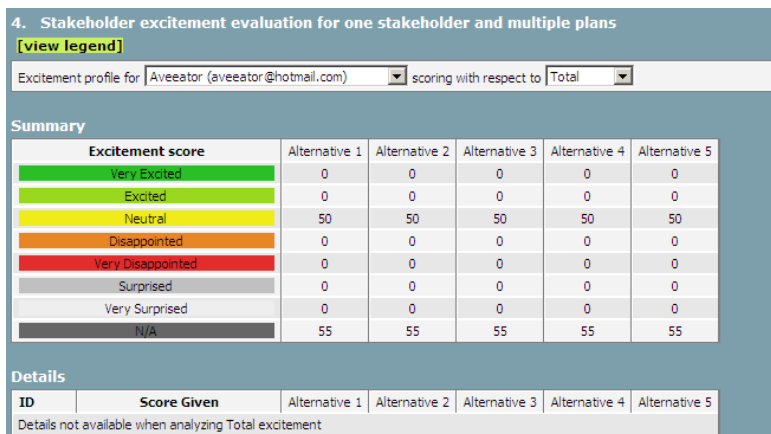 4. Stakeholder excitement evaluation for one stakeholder and multiple plans
[view legend]
Excitement profile for Aveeator (aveeator@hotmail.com) scoring with respect to Total
Summary
Excitement score Alternative 1 Alternative 2 Alternative 3 Alternative 4 Alternative 5
Very Excited 0 0 0 0 0
Excited 0 0 0 0 0
Neutral 50 50 50 50 50
Disappointed 0 0 0 0 0
Very Disappointed 0 0 0 0 0
Surprised 0 0 0 0 0
Very Surprised 0 0 0 0 0
N/A 55 55 55 55 55
Details
ID Score Given Alternative 1 Alternative 2 Alternative 3 Alternative 4 Alternative 5
Details not available when analyzing Total excitement